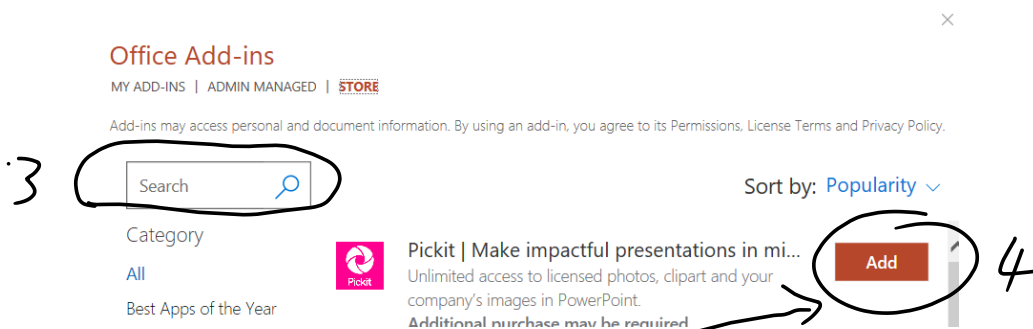 Office Add-ins
MY ADD-INS | ADMIN MANAGED | STORE
Add-ins may access personal and document information. By using an add-in, you agree to its Permissions, License Terms and Privacy Policy.
3
Search
Sort by: Popularity
Category
All
Best Apps of the Year
Pickit
Pickit | Make impactful presentations in mi...
Unlimited access to licensed photos, clipart and your
company's images in PowerPoint.
Additional purchase may be required
Add
4